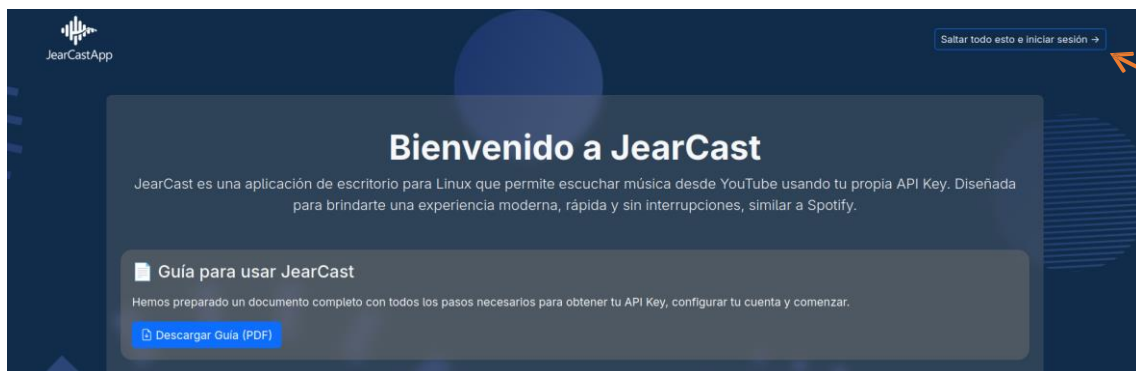 JearCastApp
Saltar todo esto e iniciar sesión →
Bienvenido a JearCast
JearCast es una aplicación de escritorio para Linux que permite escuchar música desde YouTube usando tu propia API Key. Diseñada
para brindarte una experiencia moderna, rápida y sin interrupciones, similar a Spotify.
Guía para usar JearCast
Hemos preparado un documento completo con todos los pasos necesarios para obtener tu API Key, configurar tu cuenta y comenzar.
Descargar Guía (PDF)